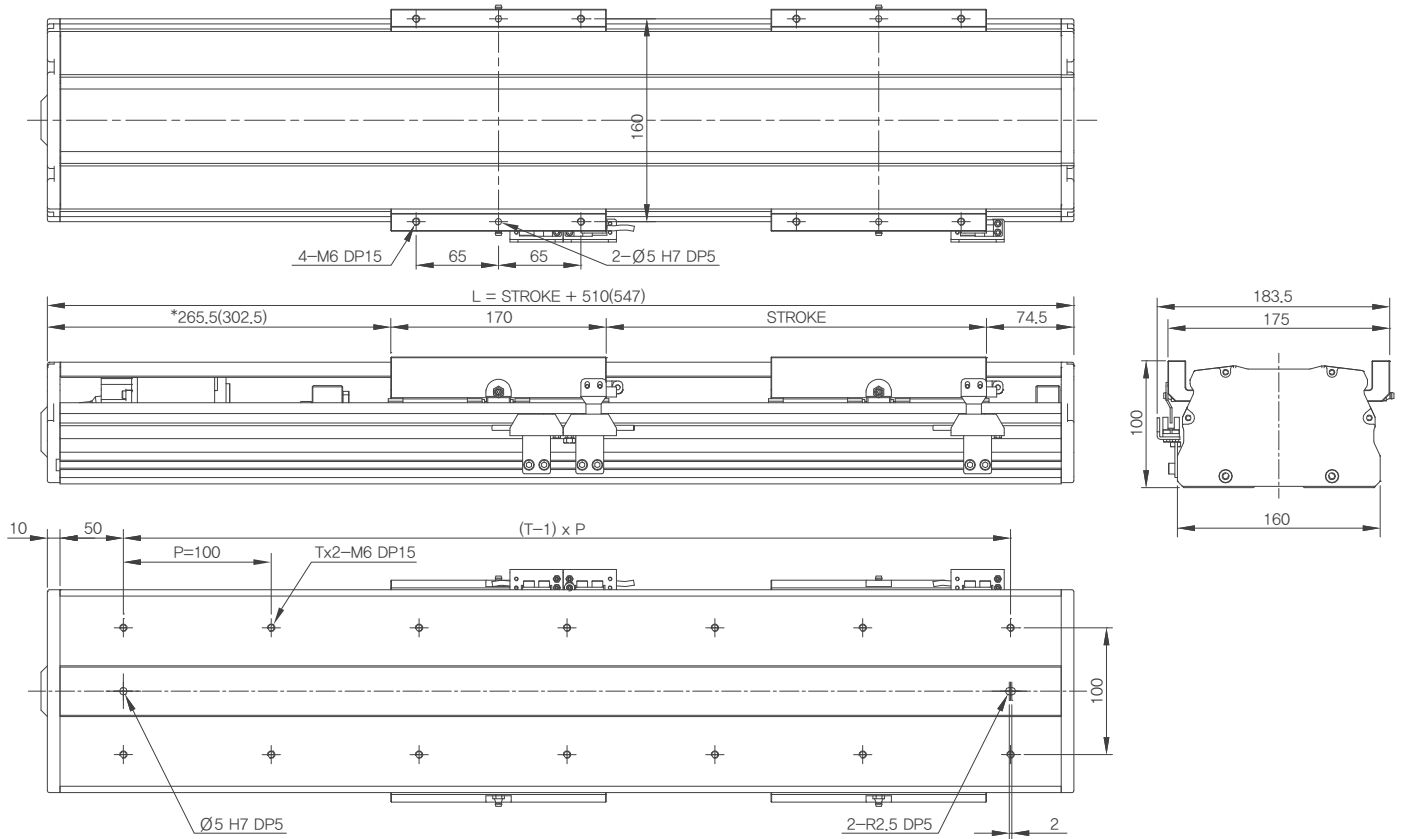 160
4-M6 DP15
65
65
2-Ø5 H7 DP5
L = STROKE + 510(547)
*265.5(302.5)
170
STROKE
74.5
183.5
175
100
160
10
50
(T-1) x P
P=100
Tx2-M6 DP15
100
Ø5 H7 DP5
2-R2.5 DP5
2